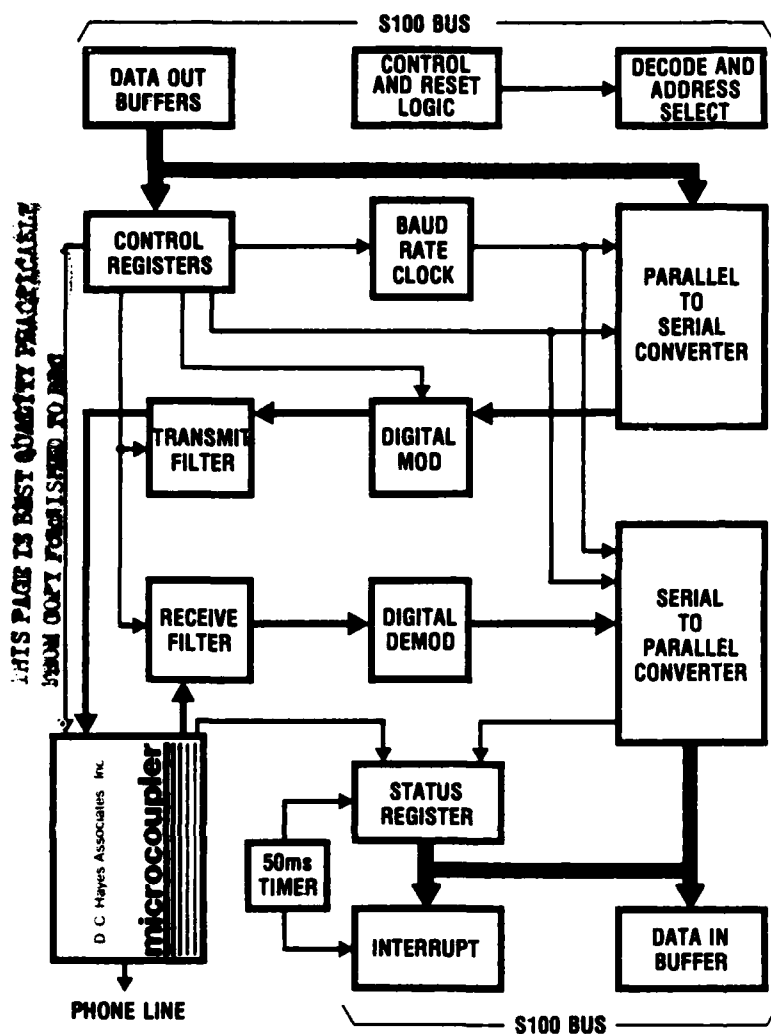 S100 BUS
DATA OUT
BUFFERS
CONTROL
AND RESET
LOGIC
DECODE AND
ADDRESS
SELECT
CONTROL
REGISTERS
BAUD
RATE
CLOCK
PARALLEL
TO
SERIAL
CONVERTER
TRANSMIT
FILTER
DIGITAL
MOD
RECEIVE
FILTER
DIGITAL
DEMOD
SERIAL
TO
PARALLEL
CONVERTER
THIS PAGE IS BEST QUALITY PRACTICABLE
FROM COPY FURNISHED TO DDC
D C Hayes Associates Inc.
microcoupler
STATUS
REGISTER
50ms
TIMER
INTERRUPT
DATA IN
BUFFER
PHONE LINE
S100 BUS